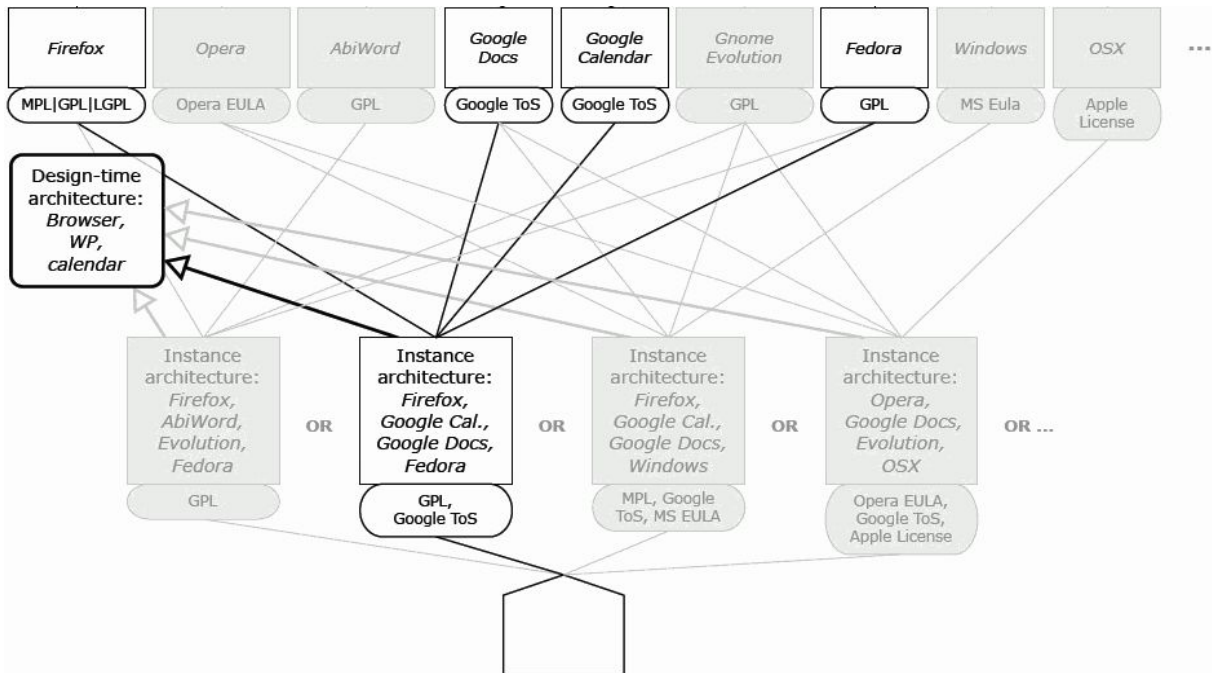 Firefox
Opera
AbiWord
Google
Docs
Google
Calendar
Gnome
Evolution
Fedora
Windows
OSX
...
MPL|GPL|LGPL
Opera EULA
GPL
Google ToS
Google ToS
GPL
GPL
MS Eula
Apple
License
Design-time
architecture:
Browser,
WP,
calendar
Instance
architecture:
Firefox,
AbiWord,
Evolution,
Fedora
GPL
OR
Instance
architecture:
Firefox,
Google Cal.,
Google Docs,
Fedora
GPL,
Google ToS
OR
Instance
architecture:
Firefox,
Google Cal.,
Google Docs,
Windows
MPL, Google
ToS, MS EULA
OR
Instance
architecture:
Opera,
Google Docs,
Evolution,
OSX
Opera EULA,
Google ToS,
Apple License
OR ...